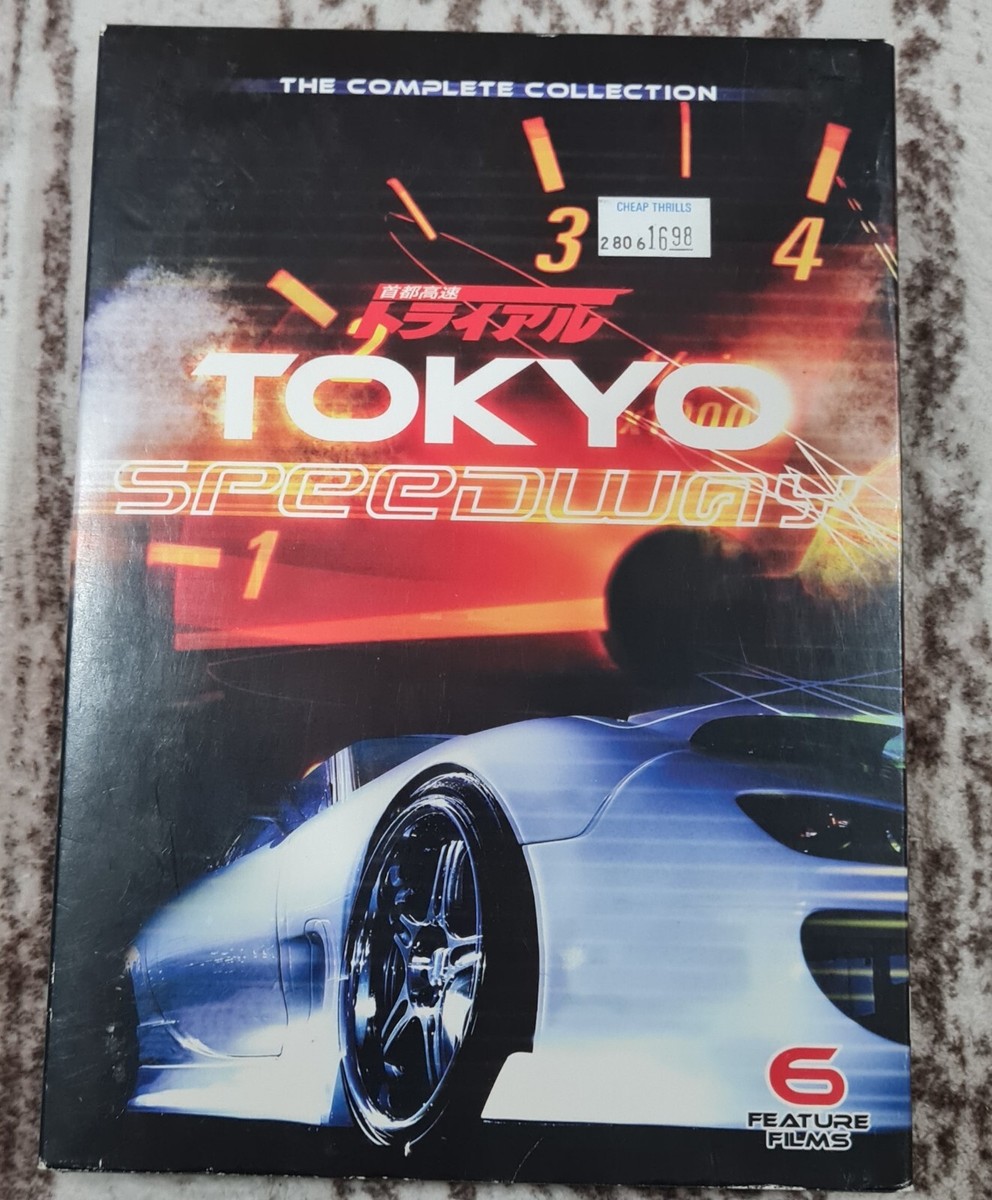 THE COMPLETE COLLECTION
3
4
CHEAP THRILLS
2806 1698
首都高速
トライアル
TOKYO
SPEEDWAY
1
6
FEATURE
FILMS